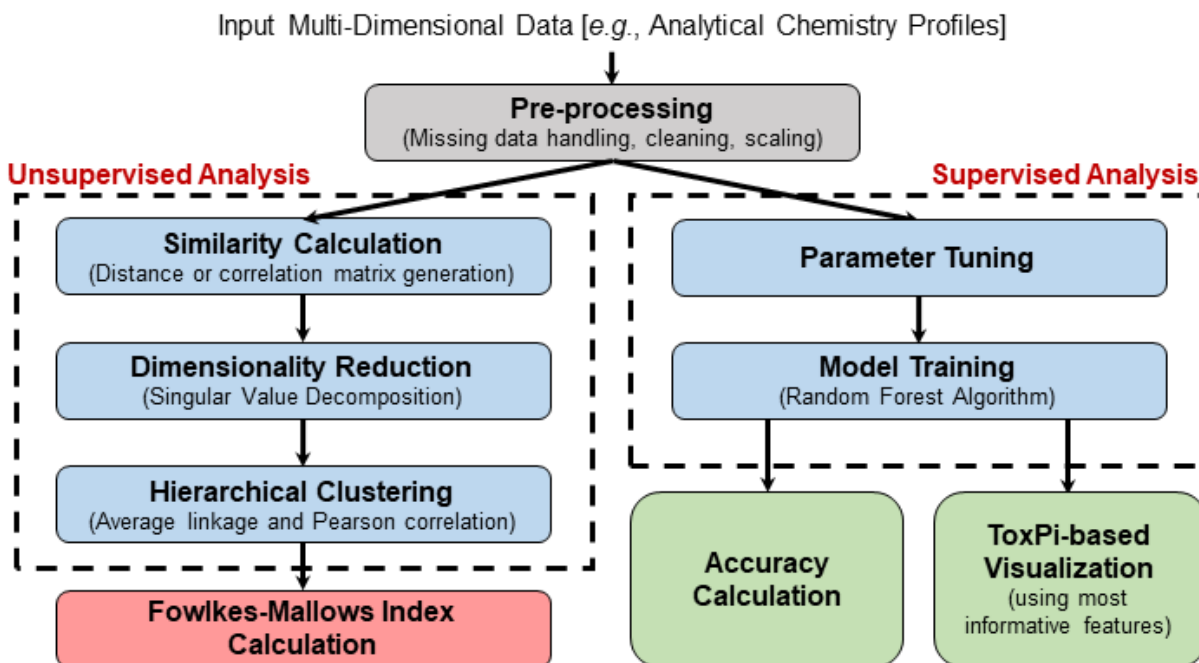 Input Multi-Dimensional Data [e.g., Analytical Chemistry Profiles]
Pre-processing
(Missing data handling, cleaning, scaling)
Unsupervised Analysis
Similarity Calculation
(Distance or correlation matrix generation)
Dimensionality Reduction
(Singular Value Decomposition)
Hierarchical Clustering
(Average linkage and Pearson correlation)
Fowlkes-Mallows Index
Calculation
Supervised Analysis
Parameter Tuning
Model Training
(Random Forest Algorithm)
Accuracy
Calculation
ToxPi-based
Visualization
(using most
informative features)